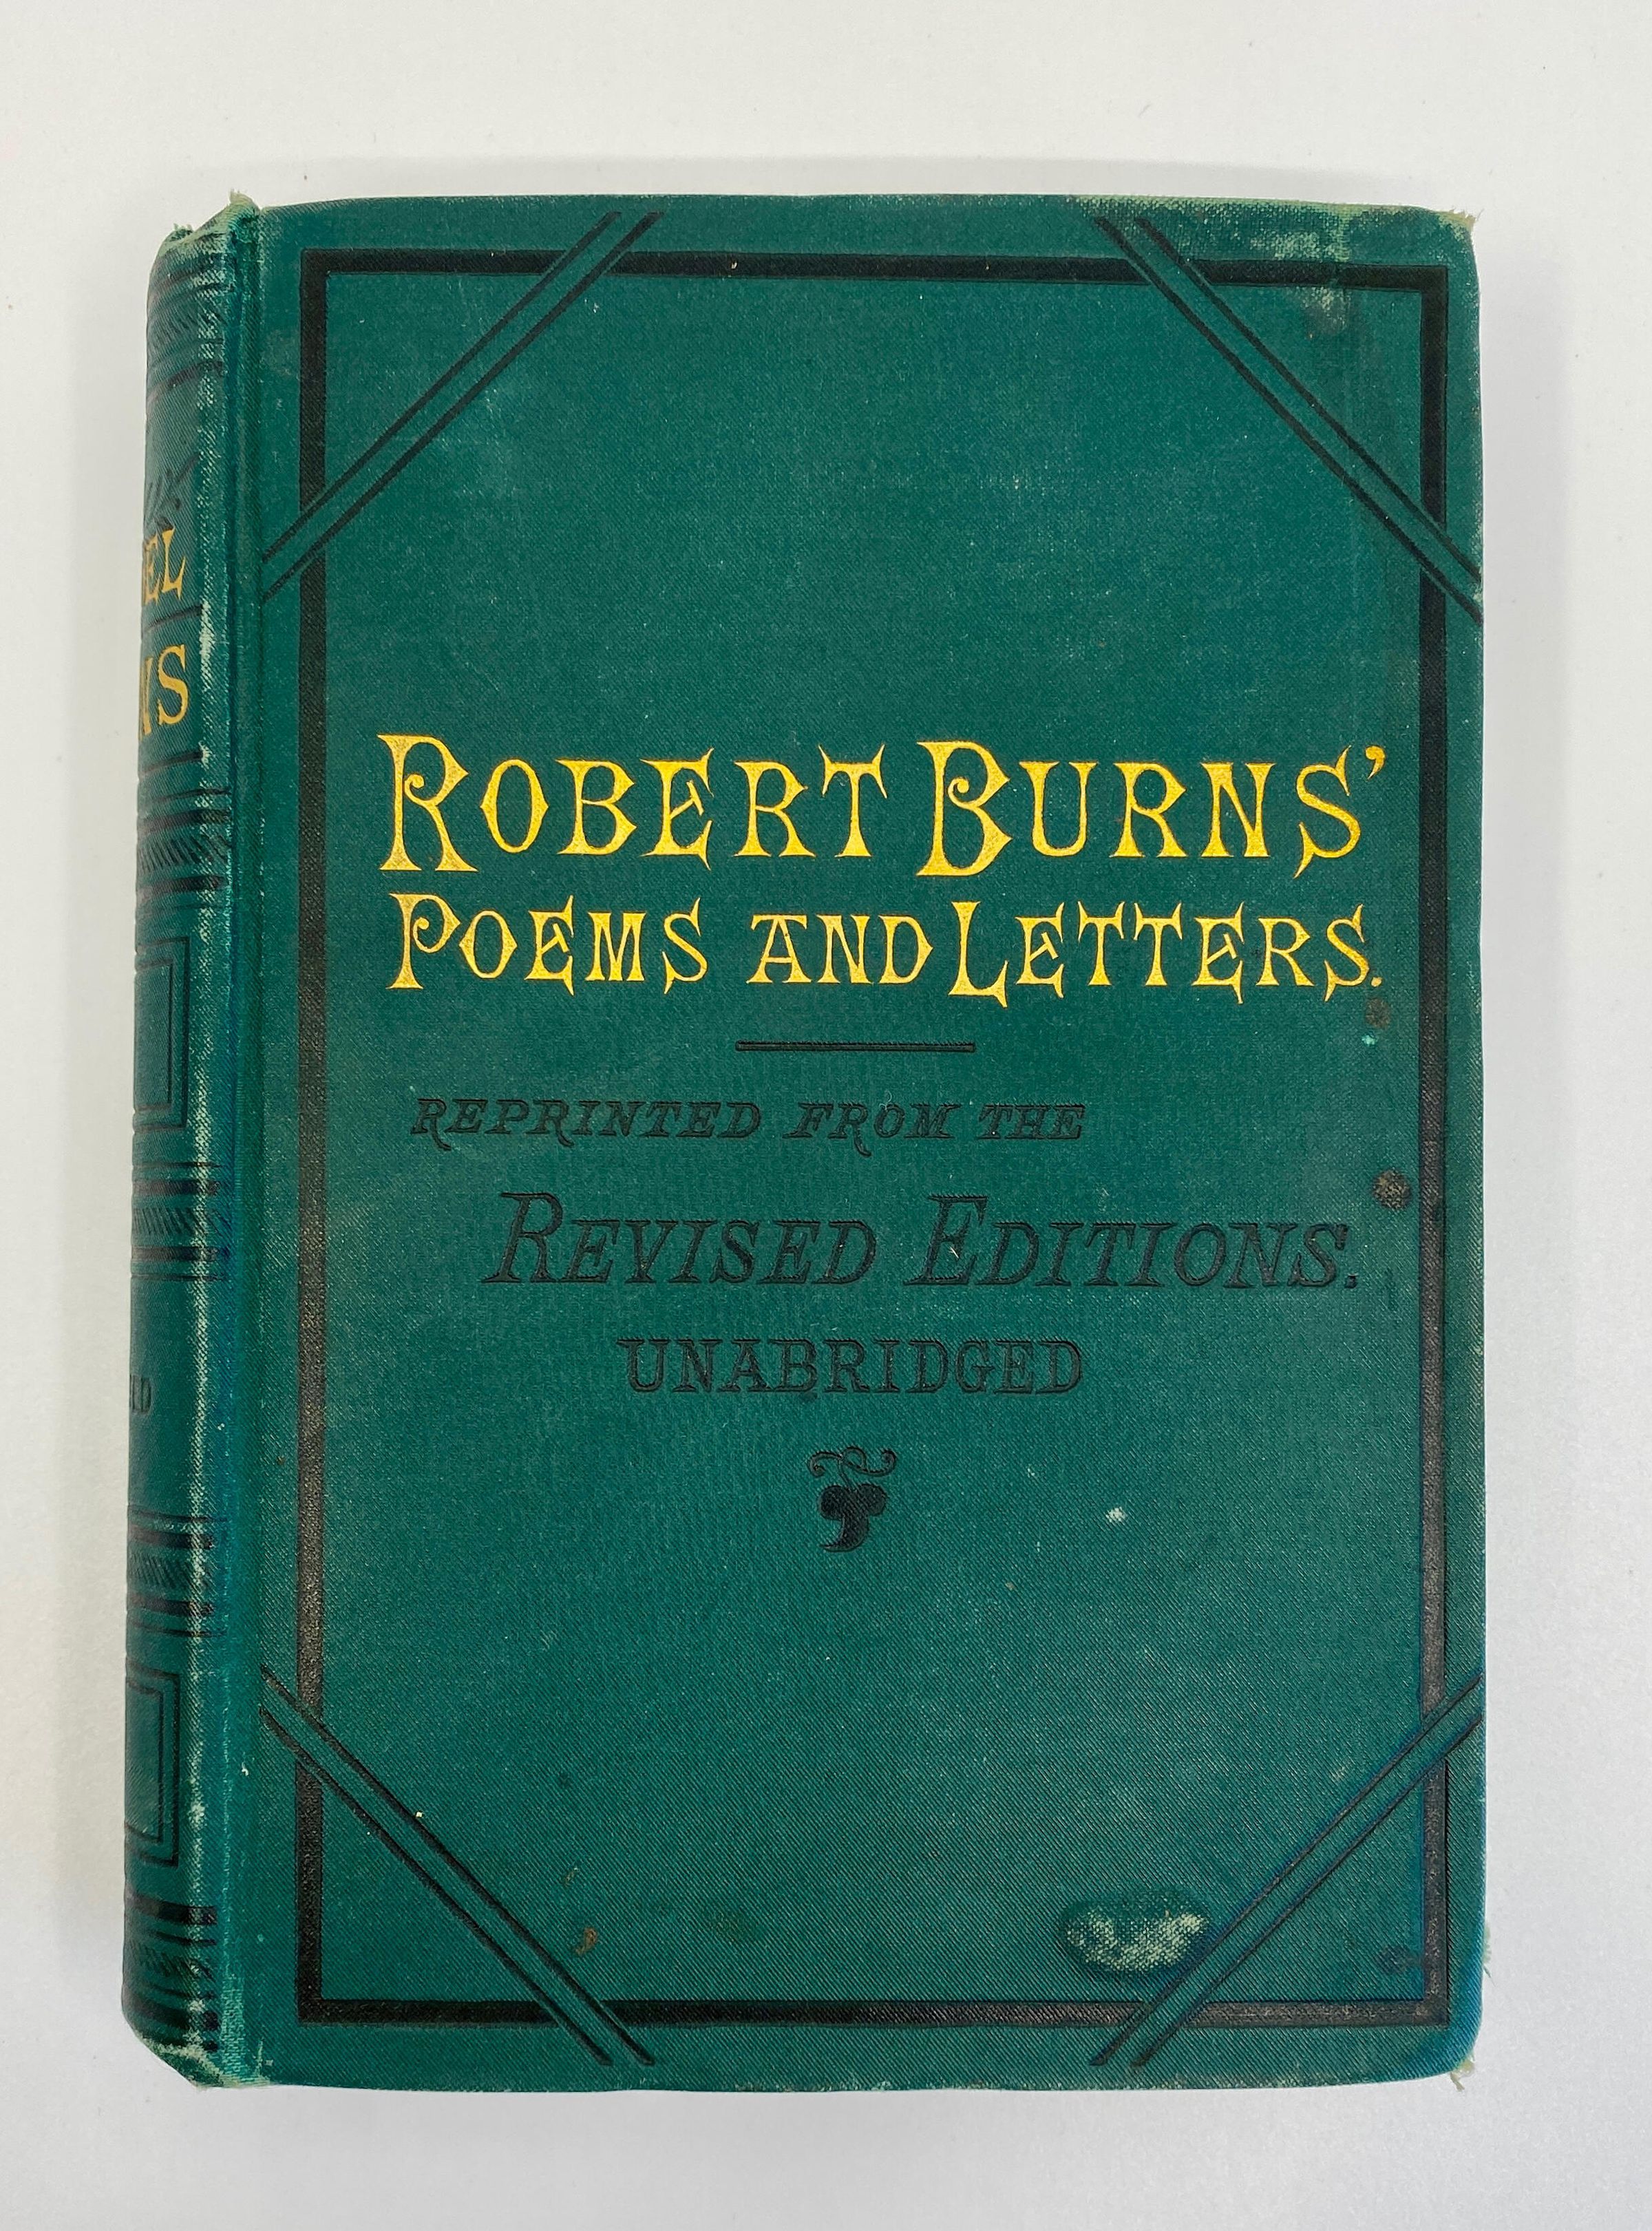 ROBERT BURNS'
POEMS AND LETTERS.
REPRINTED FROM THE
REVISED EDITIONS.
UNABRIDGED